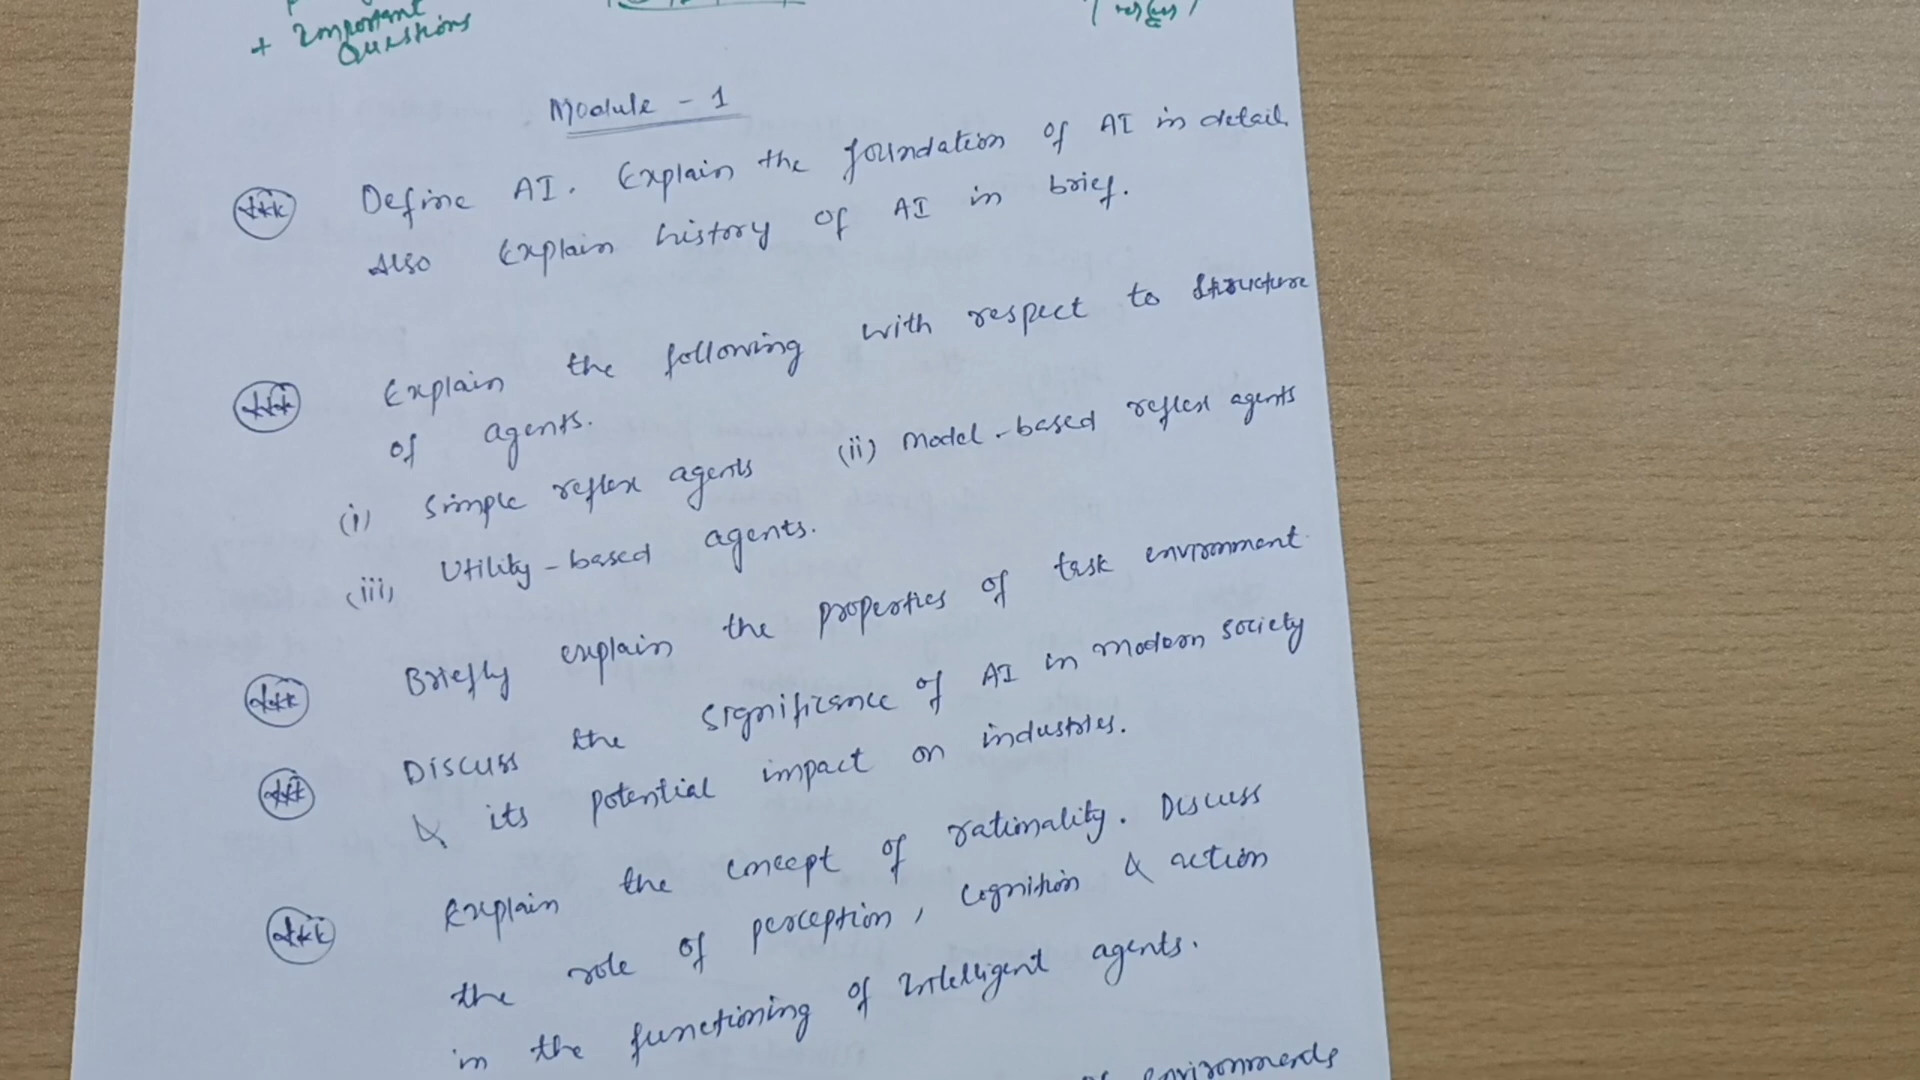 + Important
Questions
Module - 1
*** Define AI. Explain the foundation of AI in detail.
Also Explain history of AI in brief.
*** Explain the following with respect to structure
of agents.
(i) Simple reflex agents (ii) Model-based reflex agents
(iii) Utility-based agents.
*** Briefly explain the properties of task environment.
*** Discuss the significance of AI in modern society
& its potential impact on industries.
*** Explain the concept of rationality. Discuss
the role of perception, cognition & action
in the functioning of Intelligent agents.
environments